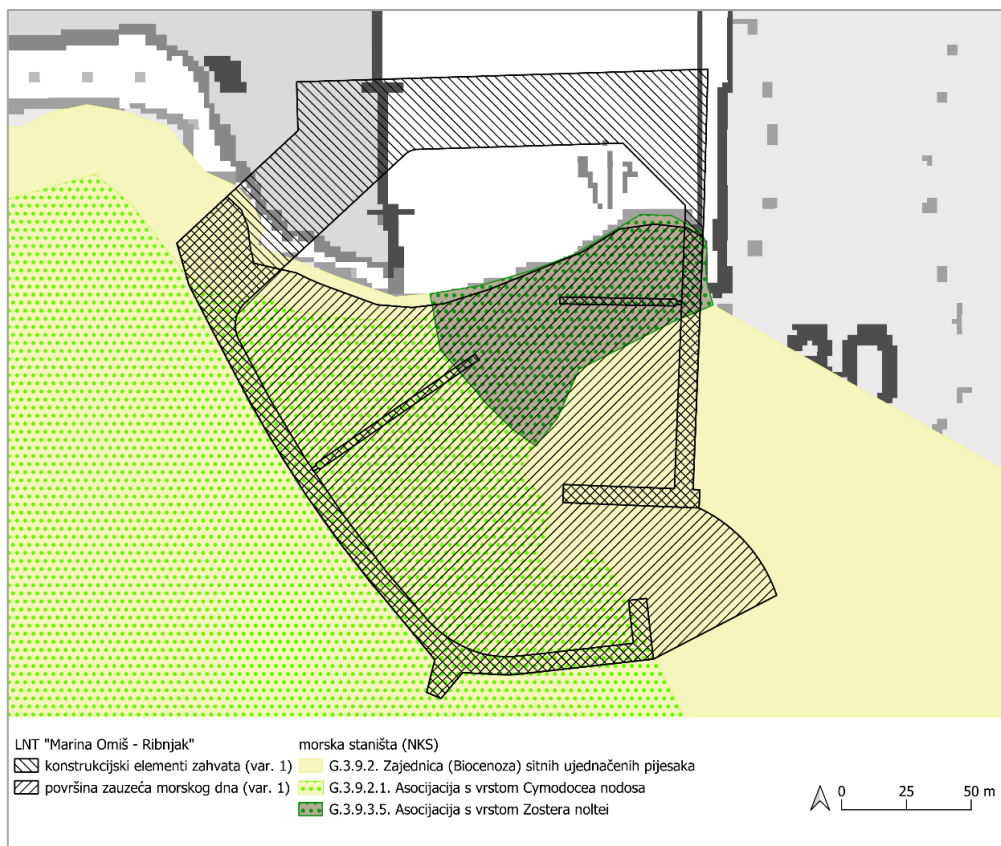 30
LNT "Marina Omiš - Ribnjak"
konstrukcijski elementi zahvata (var. 1)
površina zauzeća morskog dna (var. 1)
morska staništa (NKS)
G.3.9.2. Zajednica (Biocenoza) sitnih ujednačenih pijesaka
G.3.9.2.1. Asocijacija s vrstom Cymodocea nodosa
G.3.9.3.5. Asocijacija s vrstom Zostera noltei
0 25 50 m